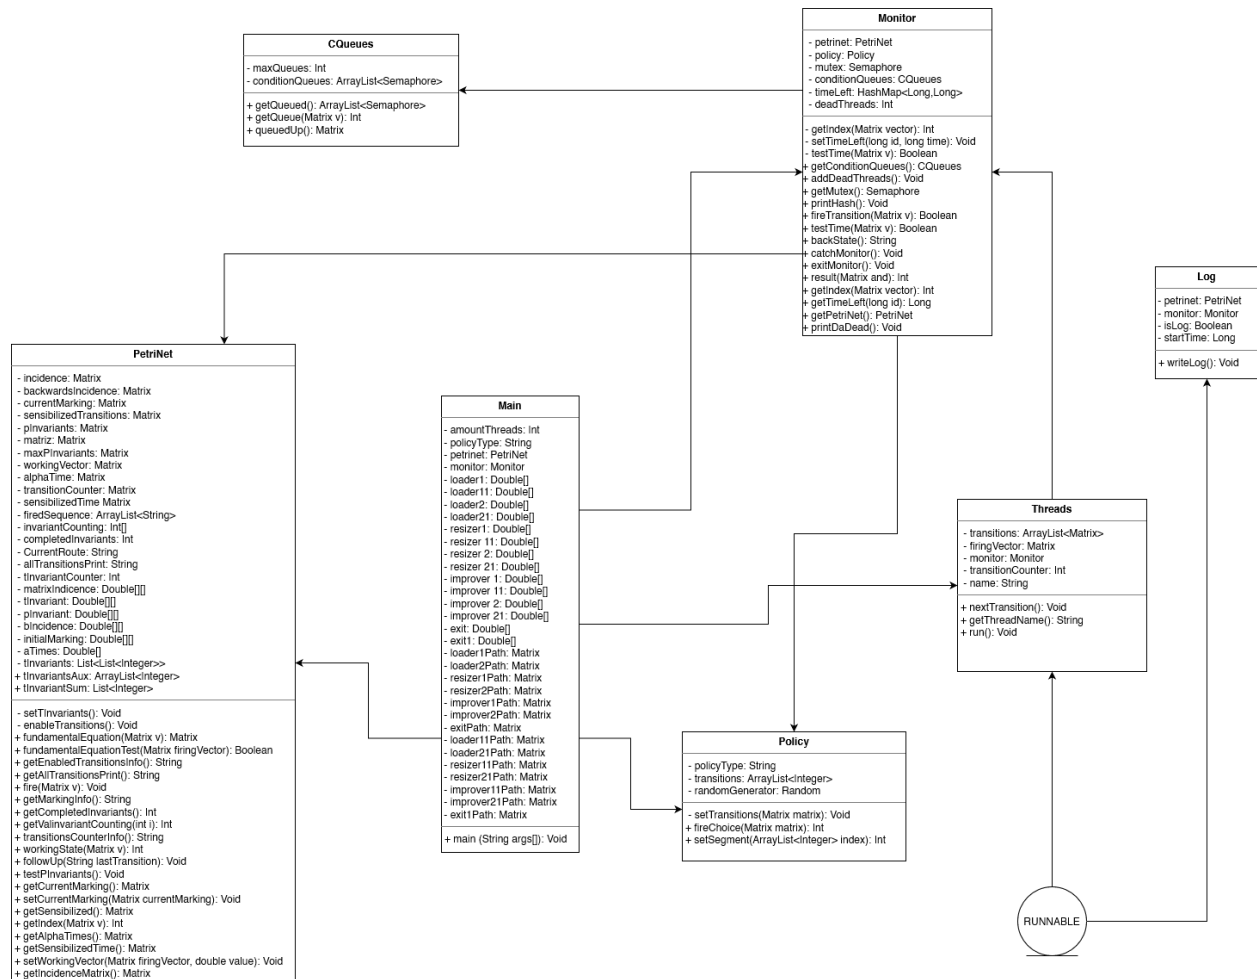 CQueues
- maxQueues: Int
- conditionQueues: ArrayList<Semaphore>
+ getQueued(): ArrayList<Semaphore>
+ getQueue(Matrix v): Int
+ queuedUp(): Matrix
Monitor
- petrinet: PetriNet
- policy: Policy
- mutex: Semaphore
- conditionQueues: CQueues
- timeLeft: HashMap<Long,Long>
- deadThreads: Int
- getIndex(Matrix vector): Int
- setTimeLeft(long id, long time): Void
- testTime(Matrix v): Boolean
+ getConditionQueues(): CQueues
+ addDeadThreads(): Void
+ getMutex(): Semaphore
+ printHash(): Void
+ fireTransition(Matrix v): Boolean
+ testTime(Matrix v): Boolean
+ backState(): String
+ catchMonitor(): Void
+ exitMonitor(): Void
+ result(Matrix and): Int
+ getIndex(Matrix vector): Int
+ getTimeLeft(long id): Long
+ getPetriNet(): PetriNet
+ printDaDead(): Void
Log
- petrinet: PetriNet
- monitor: Monitor
- isLog: Boolean
- startTime: Long
+ writeLog(): Void
PetriNet
- incidence: Matrix
- backwardsIncidence: Matrix
- currentMarking: Matrix
- sensibilizedTransitions: Matrix
- pInvariants: Matrix
- matriz: Matrix
- maxPInvariants: Matrix
- workingVector: Matrix
- alphaTime: Matrix
- transitionCounter: Matrix
- sensibilizedTime Matrix
- firedSequence: ArrayList<String>
- invariantCounting: Int[]
- completedInvariants: Int
- CurrentRoute: String
- allTransitionsPrint: String
- tInvariantCounter: Int
- matrixIndicence: Double[][]
- tInvariant: Double[][]
- pInvariant: Double[][]
- bIncidence: Double[][]
- initialMarking: Double[][]
- aTimes: Double[]
- tInvariants: List<List<Integer>>
+ tInvariantsAux: ArrayList<Integer>
+ tInvariantSum: List<Integer>
- setTInvariants(): Void
- enableTransitions(): Void
+ fundamentalEquation(Matrix v): Matrix
+ fundamentalEquationTest(Matrix firingVector): Boolean
+ getEnabledTransitionsInfo(): String
+ getAllTransitionsPrint(): String
+ fire(Matrix v): Void
+ getMarkingInfo(): String
+ getCompletedInvariants(): Int
+ getValinvariantCounting(int i): Int
+ transitionsCounterInfo(): String
+ workingState(Matrix v): Int
+ followUp(String lastTransition): Void
+ testPInvariants(): Void
+ getCurrentMarking(): Matrix
+ setCurrentMarking(Matrix currentMarking): Void
+ getSensibilized(): Matrix
+ getIndex(Matrix v): Int
+ getAlphaTimes(): Matrix
+ getSensibilizedTime(): Matrix
+ setWorkingVector(Matrix firingVector, double value): Void
+ getIncidenceMatrix(): Matrix
Main
- amountThreads: Int
- policyType: String
- petrinet: PetriNet
- monitor: Monitor
- loader1: Double[]
- loader11: Double[]
- loader2: Double[]
- loader21: Double[]
- resizer1: Double[]
- resizer 11: Double[]
- resizer 2: Double[]
- resizer 21: Double[]
- improver 1: Double[]
- improver 11: Double[]
- improver 2: Double[]
- improver 21: Double[]
- exit: Double[]
- exit1: Double[]
- loader1Path: Matrix
- loader2Path: Matrix
- resizer1Path: Matrix
- resizer2Path: Matrix
- improver1Path: Matrix
- improver2Path: Matrix
- exitPath: Matrix
- loader11Path: Matrix
- loader21Path: Matrix
- resizer11Path: Matrix
- resizer21Path: Matrix
- improver11Path: Matrix
- improver21Path: Matrix
- exit1Path: Matrix
+ main (String args[]): Void
Threads
- transitions: ArrayList<Matrix>
- firingVector: Matrix
- monitor: Monitor
- transitionCounter: Int
- name: String
+ nextTransition(): Void
+ getThreadName(): String
+ run(): Void
Policy
- policyType: String
- transitions: ArrayList<Integer>
- randomGenerator: Random
- setTransitions(Matrix matrix): Void
+ fireChoice(Matrix matrix): Int
+ setSegment(ArrayList<Integer> index): Int
RUNNABLE